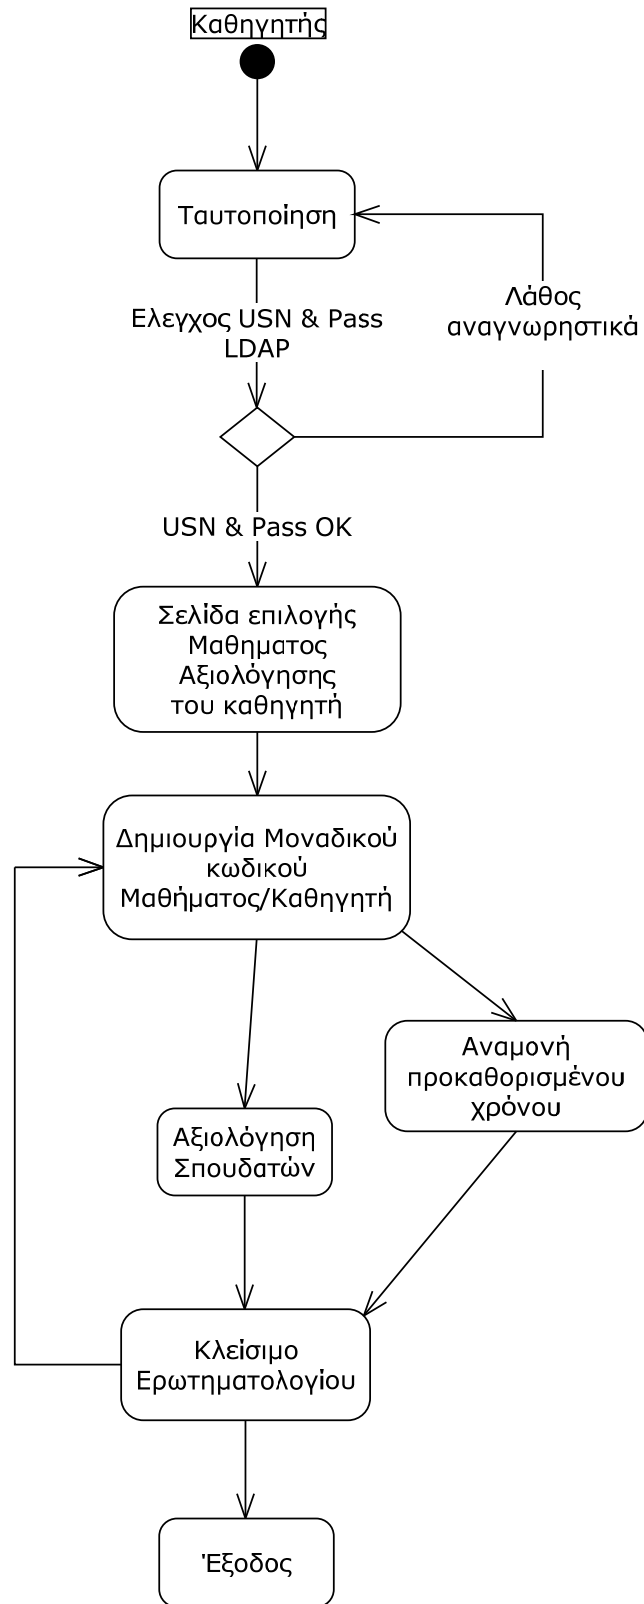 Καθηγητής
Ταυτοποίηση
Λάθος
αναγνωρηστικά
Ελεγχος USN & Pass
LDAP
USN & Pass OK
Σελίδα επιλογής
Μαθηματος
Αξιολόγησης
του καθηγητή
Δημιουργία Μοναδικού
κωδικού
Μαθήματος/Καθηγητή
Αναμονή
προκαθορισμένου
χρόνου
Αξιολόγηση
Σπουδατών
Κλείσιμο
Ερωτηματολογίου
Έξοδος